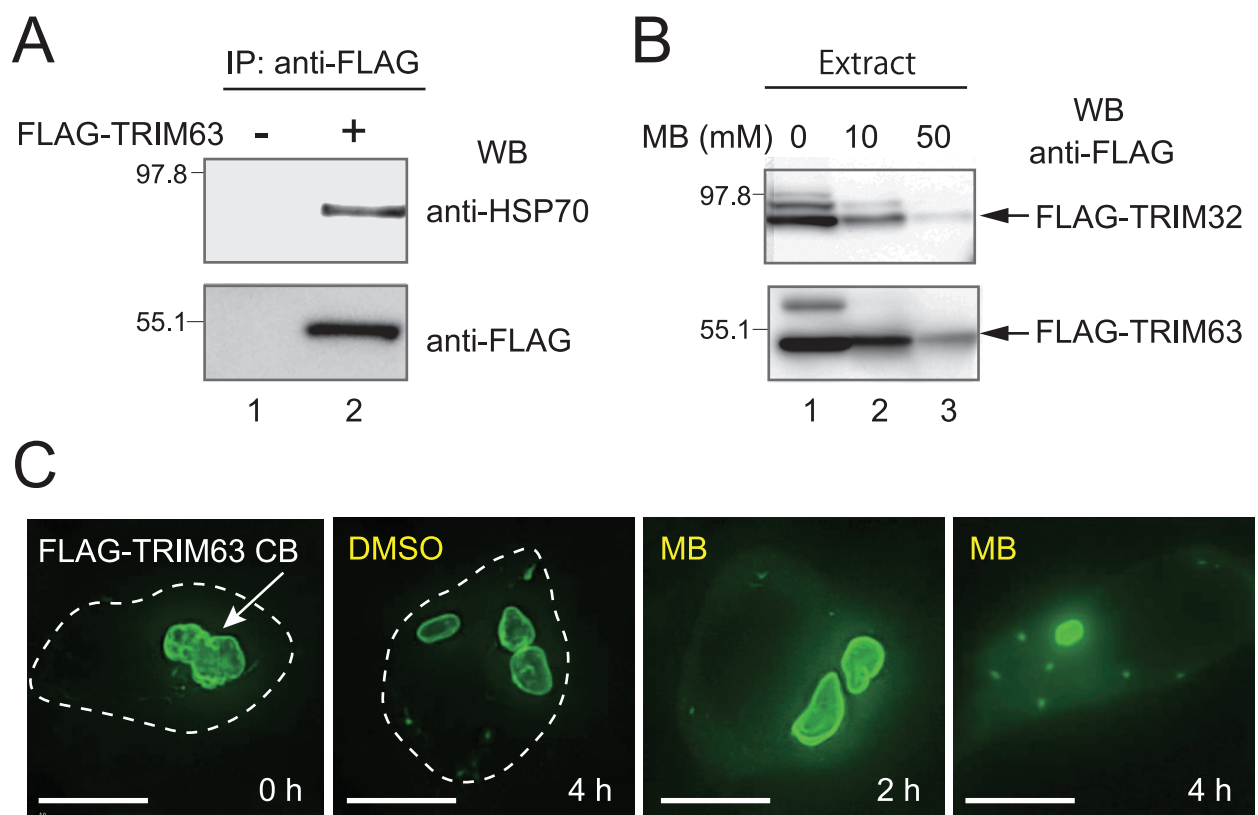 A
IP: anti-FLAG
FLAG-TRIM63 - +
WB
97.8
anti-HSP70
55.1
anti-FLAG
1 2
B
Extract
MB (mM) 0 10 50
WB
anti-FLAG
97.8
FLAG-TRIM32
55.1
FLAG-TRIM63
1 2 3
C
FLAG-TRIM63 CB
0 h
DMSO
4 h
MB
2 h
MB
4 h